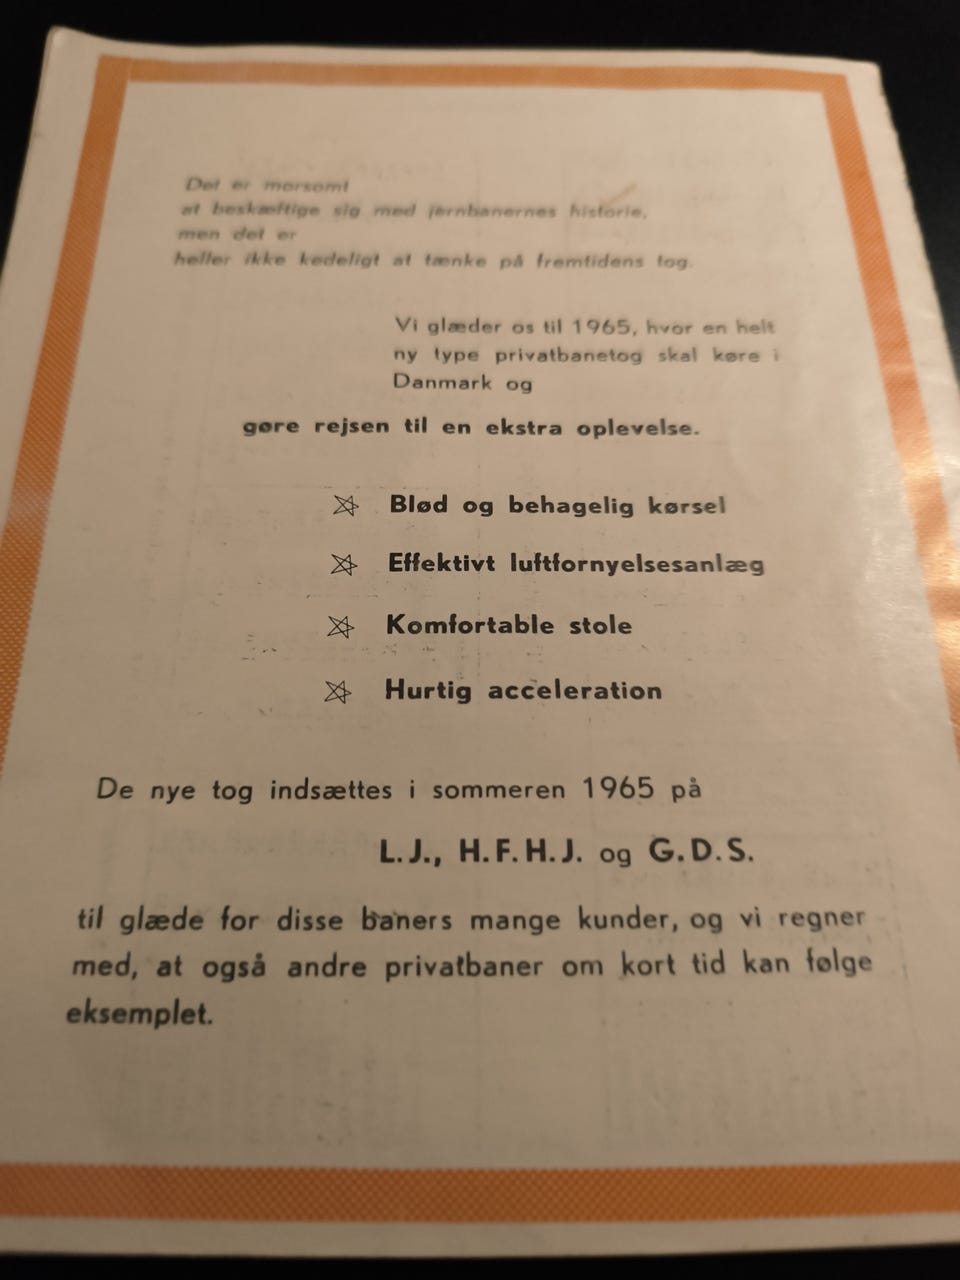 Det er morsomt
at beskæftige sig med jernbanernes historie,
men det er
heller ikke kedeligt at tænke på fremtidens tog.
Vi glæder os til 1965, hvor en helt
ny type privatbanetog skal køre i
Danmark og
gøre rejsen til en ekstra oplevelse.
Blød og behagelig kørsel
Effektivt luftfornyelsesanlæg
Komfortable stole
Hurtig acceleration
De nye tog indsættes i sommeren 1965 på
L.J., H.F.H.J. og G.D.S.
til glæde for disse baners mange kunder, og vi regner
med, at også andre privatbaner om kort tid kan følge
eksemplet.